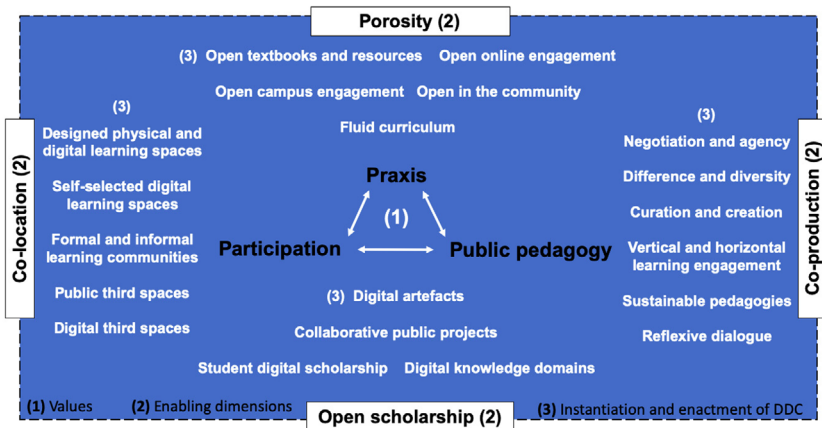 Porosity (2)
(3) Open textbooks and resources Open online engagement
Open campus engagement Open in the community
Fluid curriculum
Co-location (2)
(3)
Designed physical and
digital learning spaces
Self-selected digital
learning spaces
Formal and informal
learning communities
Public third spaces
Digital third spaces
Praxis
(1)
Participation
Public pedagogy
(3) Digital artefacts
Collaborative public projects
Student digital scholarship Digital knowledge domains
(3)
Negotiation and agency
Difference and diversity
Curation and creation
Vertical and horizontal
learning engagement
Sustainable pedagogies
Reflexive dialogue
Co-production (2)
(1) Values (2) Enabling dimensions
Open scholarship (2)
(3) Instantiation and enactment of DDC